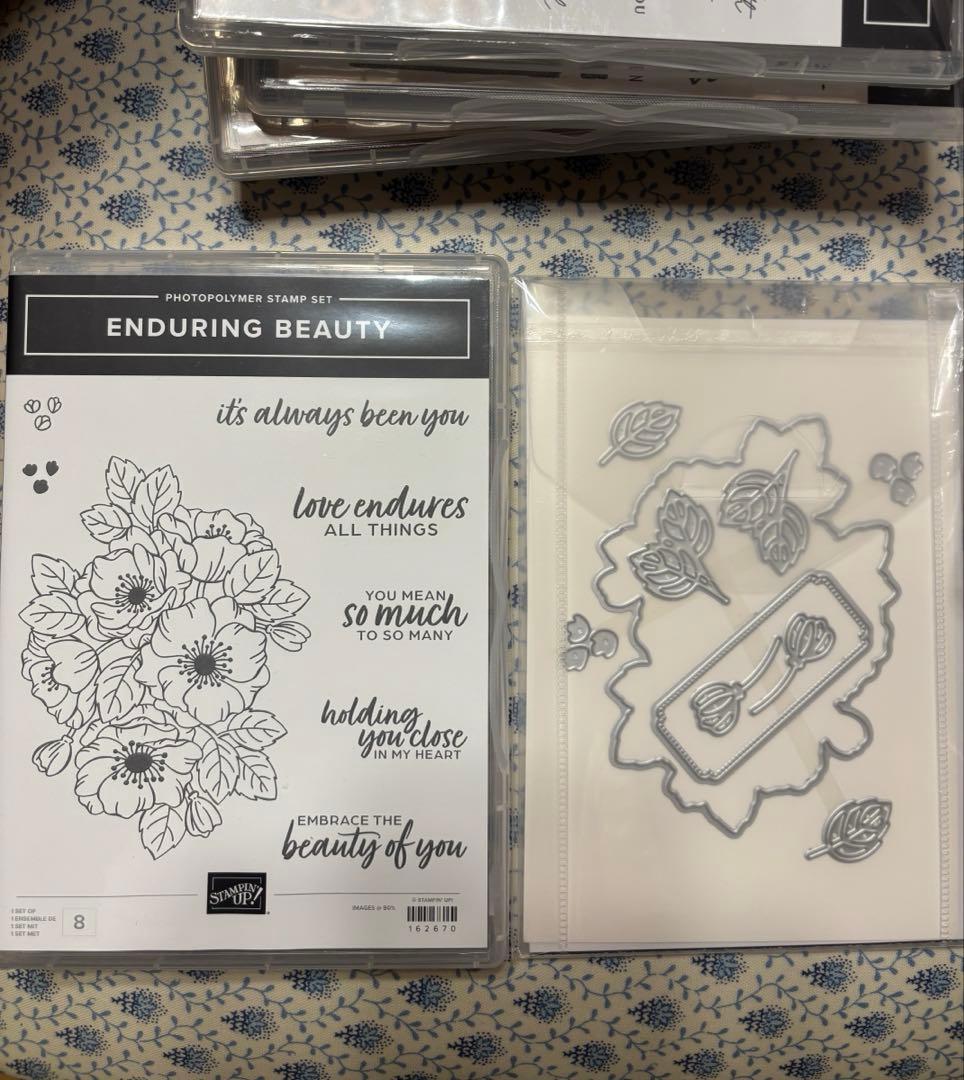 OU
PHOTOPOLYMER STAMP SET
ENDURING BEAUTY
it's always been you
love endures
ALL THINGS
YOU MEAN
so much
TO SO MANY
holding
you close
IN MY HEART
EMBRACE THE
beauty of you
STAMPIN' UP!
1 SET OF
1 ENSEMBLE DE
1 SET MIT
1 SET MET
8
IMAGES @ 90%
© STAMPIN' UP!
162670